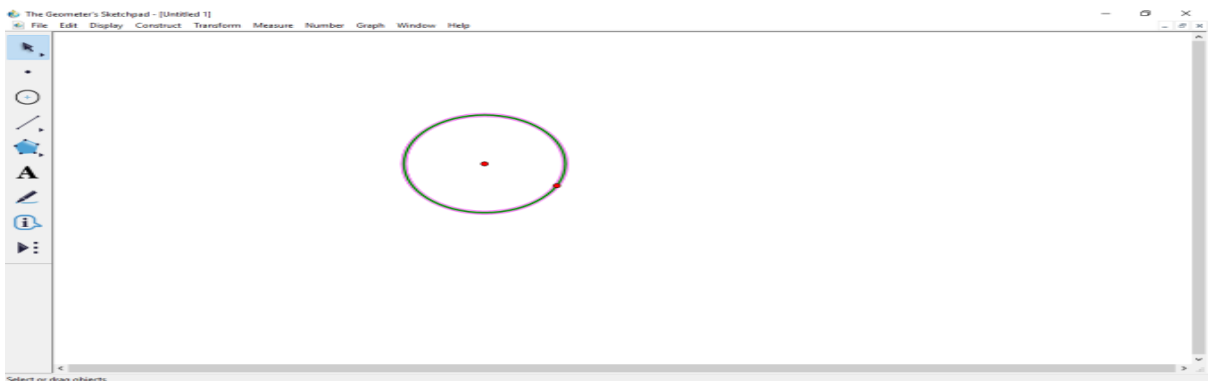 The Geometer's Sketchpad - [Untitled 1]
File Edit Display Construct Transform Measure Number Graph Window Help
A
i
Select or drag objects